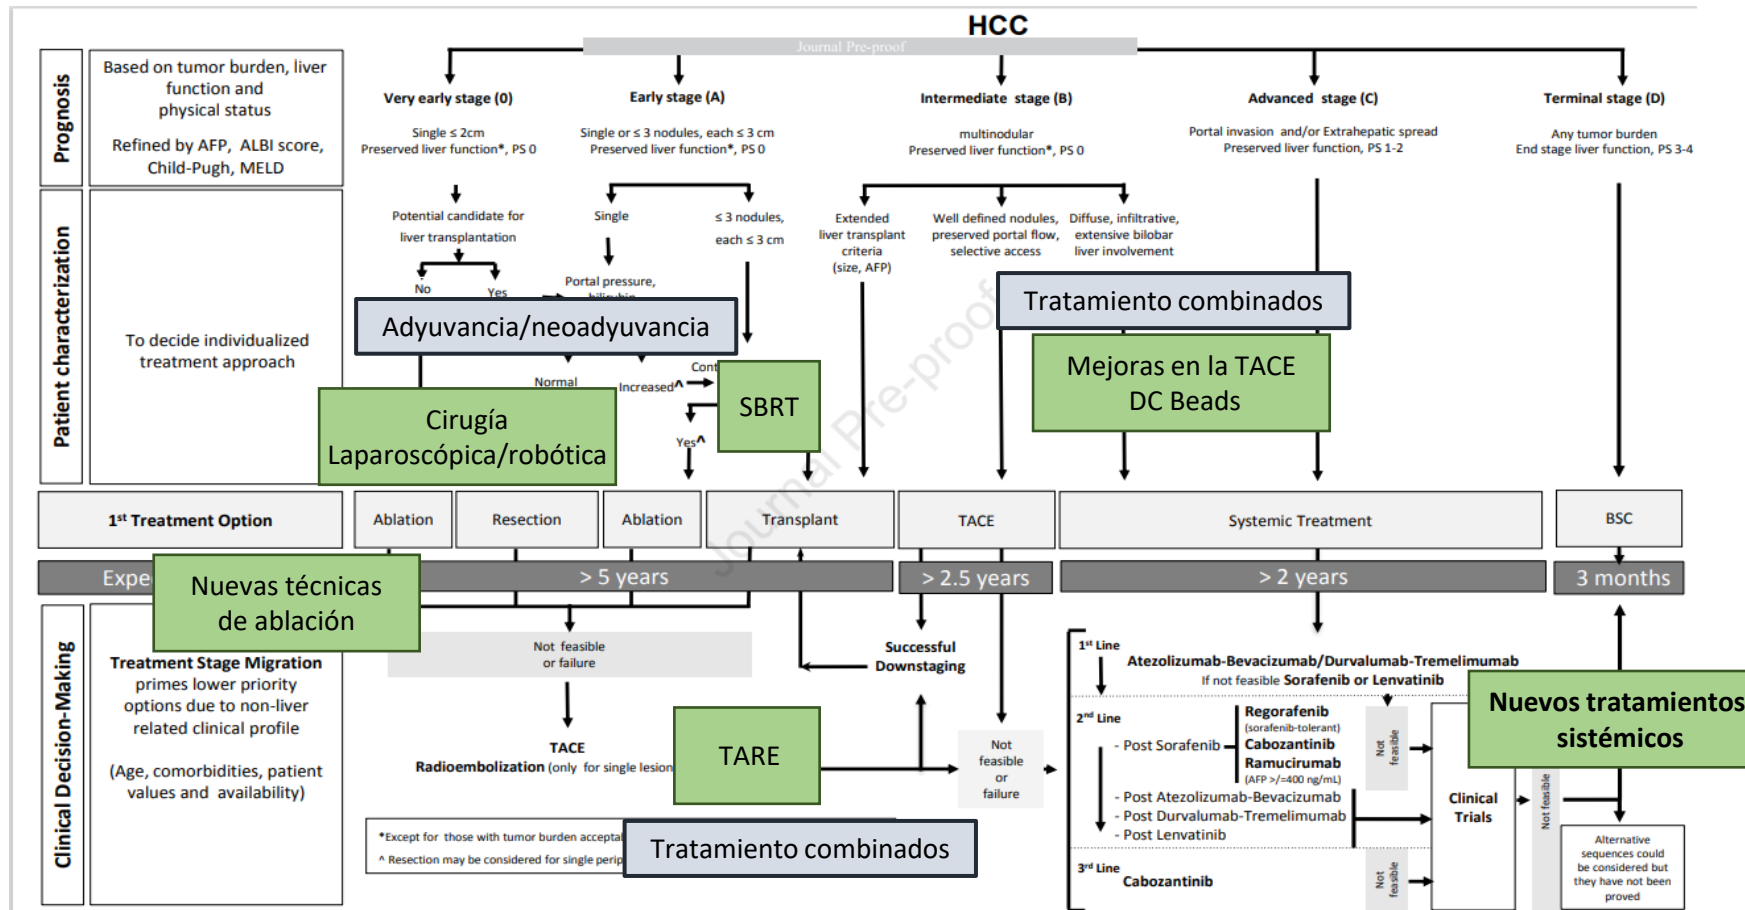 HCC
Journal Pre-proof
Prognosis
Based on tumor burden, liver
function and
physical status
Refined by AFP, ALBI score,
Child-Pugh, MELD
Very early stage (0)
Single ≤ 2cm
Preserved liver function*, PS 0
Early stage (A)
Single or ≤ 3 nodules, each ≤ 3 cm
Preserved liver function*, PS 0
Intermediate stage (B)
multinodular
Preserved liver function*, PS 0
Advanced stage (C)
Portal invasion and/or Extrahepatic spread
Preserved liver function, PS 1-2
Terminal stage (D)
Any tumor burden
End stage liver function, PS 3-4
Patient characterization
To decide individualized
treatment approach
Potential candidate for
liver transplantation
No
Yes
Single
≤ 3 nodules,
each ≤ 3 cm
Portal pressure,
Extended
liver transplant
criteria
(size, AFP)
Well defined nodules,
preserved portal flow,
selective access
Diffuse, infiltrative,
extensive bilobar
liver involvement
Adyuvancia/neoadyuvancia
Tratamiento combinados
Normal
Increased^
Cont
Yes^
Cirugía
Laparoscópica/robótica
SBRT
Mejoras en la TACE
DC Beads
Journal Pre-proof
1st Treatment Option
Ablation
Resection
Ablation
Transplant
TACE
Systemic Treatment
BSC
Expe
> 5 years
> 2.5 years
> 2 years
3 months
Nuevas técnicas
de ablación
Clinical Decision-Making
Treatment Stage Migration
primes lower priority
options due to non-liver
related clinical profile
(Age, comorbidities, patient
values and availability)
Not feasible
or failure
Successful
Downstaging
TACE
Radioembolization (only for single lesion
TARE
Not
feasible
or
failure
1st Line
Atezolizumab-Bevacizumab/Durvalumab-Tremelimumab
If not feasible Sorafenib or Lenvatinib
2nd Line
- Post Sorafenib
Regorafenib
(sorafenib-tolerant)
Cabozantinib
Ramucirumab
(AFP >/=400 ng/mL)
Not
feasible
- Post Atezolizumab-Bevacizumab
- Post Durvalumab-Tremelimumab
- Post Lenvatinib
3rd Line
Cabozantinib
Not
feasible
Clinical
Trials
Not feasible
Nuevos tratamientos
sistémicos
Alternative
sequences could
be considered but
they have not been
proved
*Except for those with tumor burden acceptal
^ Resection may be considered for single perip
Tratamiento combinados